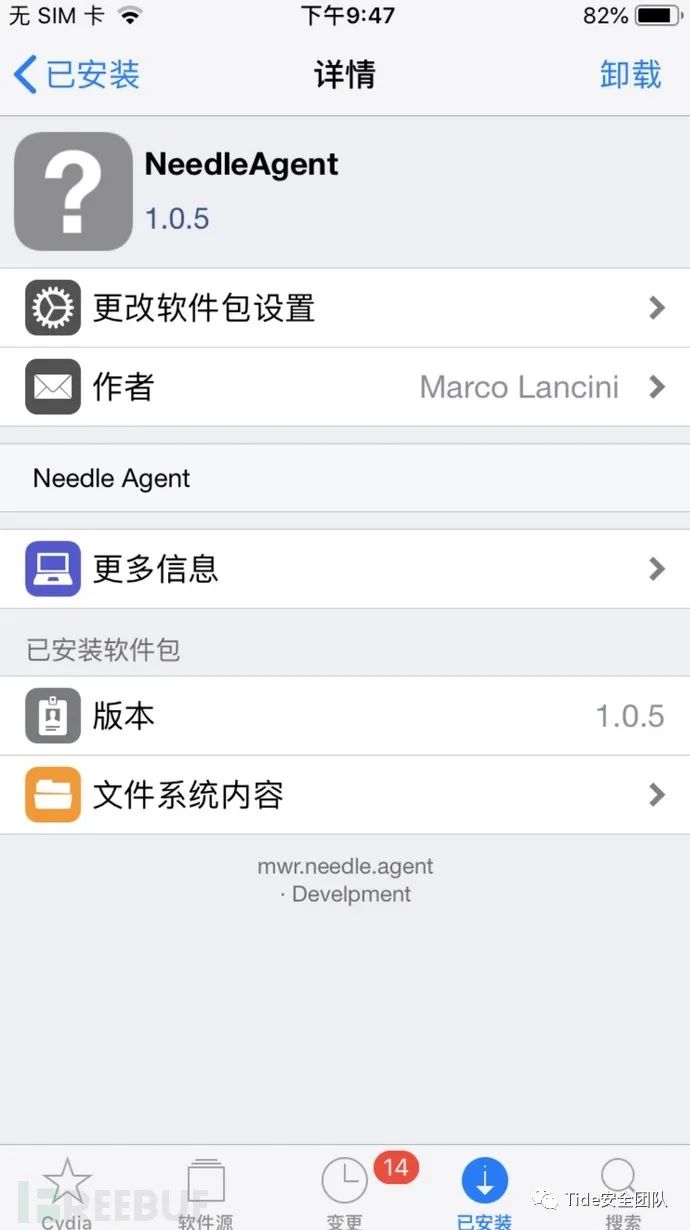 无 SIM 卡 下午9:47 82%
已安装 详情 卸载
NeedleAgent
1.0.5
更改软件包设置
作者 Marco Lancini
Needle Agent
更多信息
已安装软件包
版本 1.0.5
文件系统内容
mwr.needle.agent
· Develpment
14
Cydia 软件源 变更 已安装 搜索
REEBUF
Tide安全团队